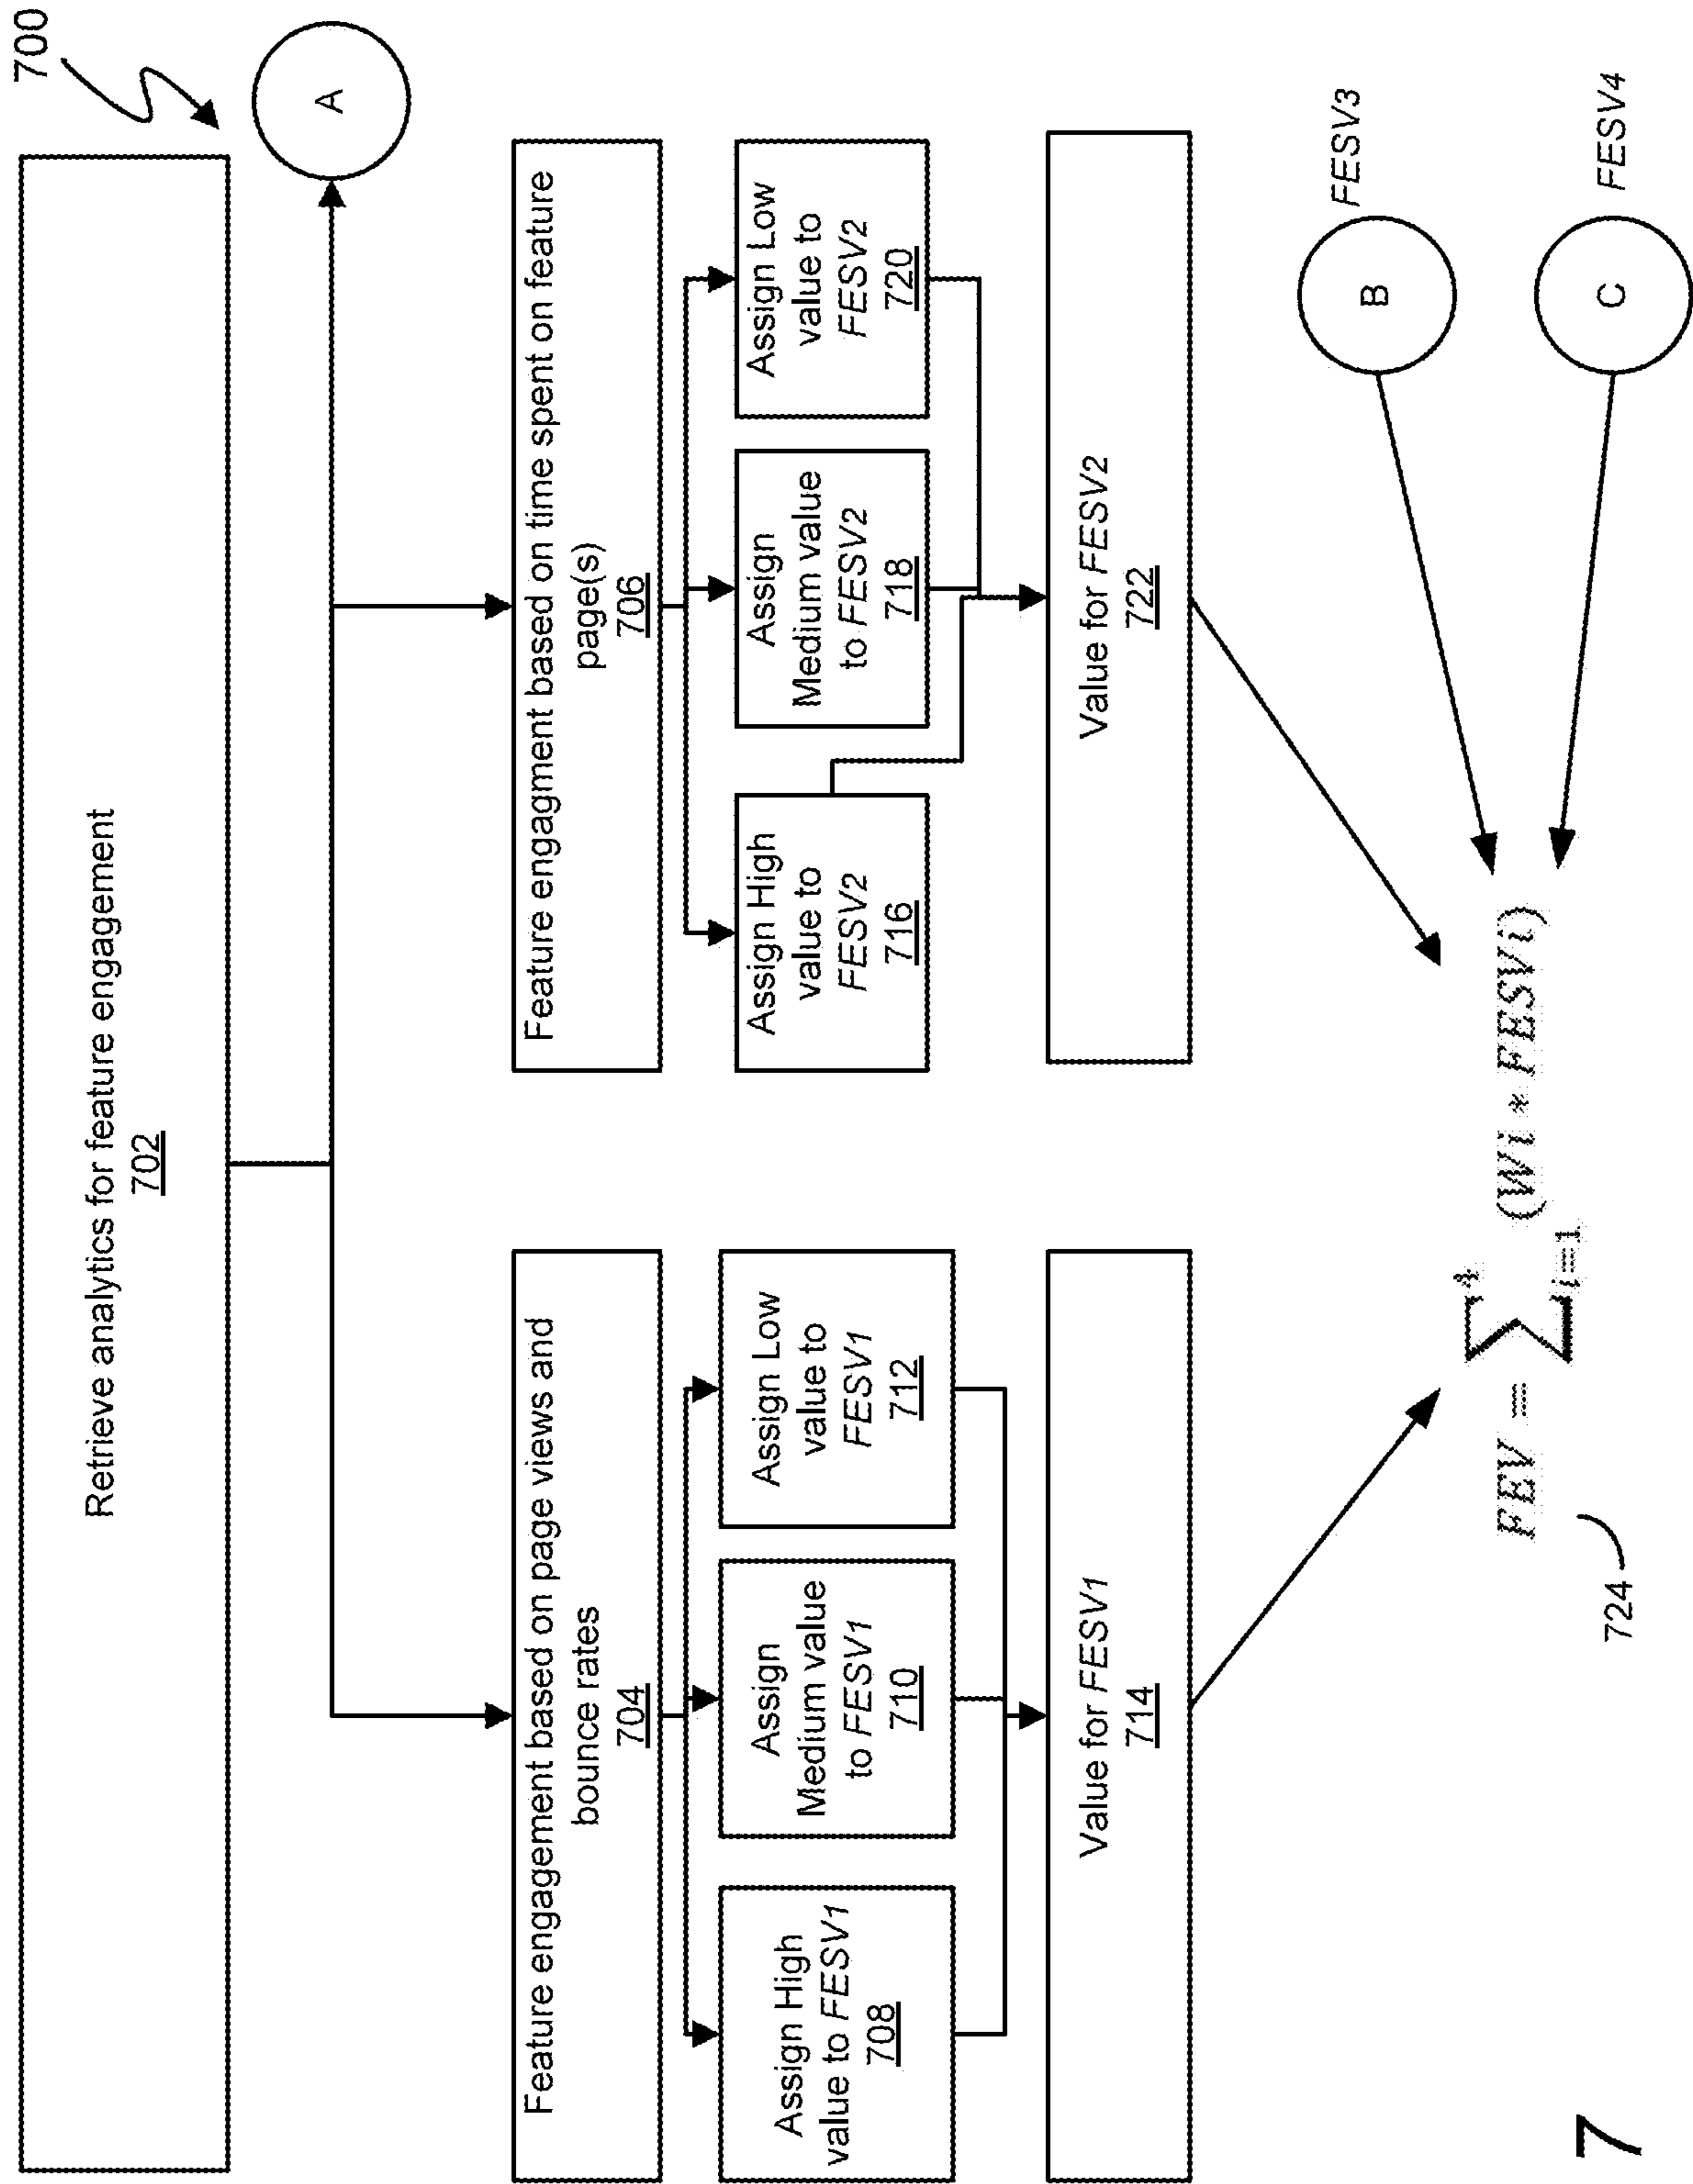 700
Retrieve analytics for feature engagement
702
A
Feature engagement based on page views and
bounce rates
704
Feature engagment based on time spent on feature
page(s)
706
Assign High
value to FESV1
708
Assign
Medium value
to FESV1
710
Assign Low
value to
FESV1
712
Assign High
value to
FESV2
716
Assign
Medium value
to FESV2
718
Assign Low
value to
FESV2
720
Value for FESV1
714
Value for FESV2
722
B
FESV3
C
FESV4
FEV = ∑⁴ᵢ₌₁ (Wi * FESVi)
724
7